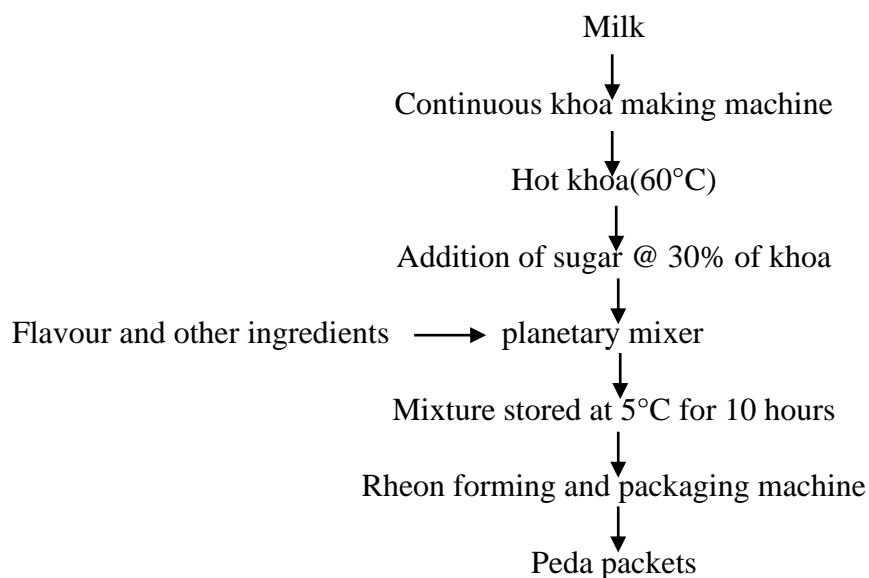 Milk
Continuous khoa making machine
Hot khoa(60°C)
Addition of sugar @ 30% of khoa
Flavour and other ingredients planetary mixer
Mixture stored at 5°C for 10 hours
Rheon forming and packaging machine
Peda packets